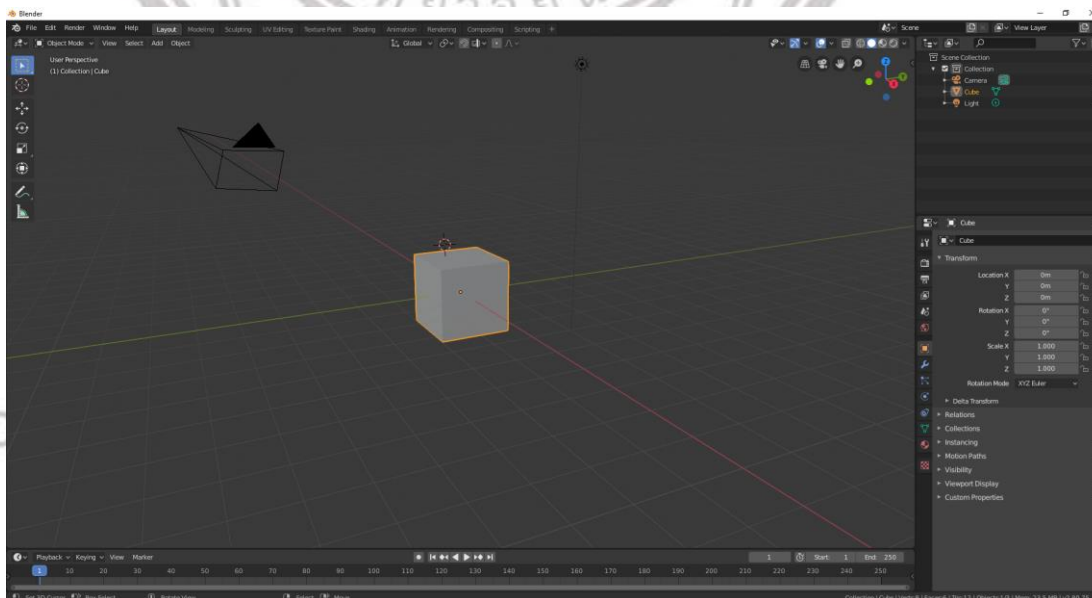 Blender
File Edit Render Window Help Layout Modeling Sculpting UV Editing Texture Paint Shading Animation Rendering Compositing Scripting + Scene View Layer
Object Mode View Select Add Object Global
User Perspective
(1) Collection | Cube
Scene Collection
Collection
Camera
Cube
Light
Cube
Cube
Transform
Location X 0m
Y 0m
Z 0m
Rotation X 0°
Y 0°
Z 0°
Scale X 1.000
Y 1.000
Z 1.000
Rotation Mode XYZ Euler
Delta Transform
Relations
Collections
Instancing
Motion Paths
Visibility
Viewport Display
Custom Properties
Playback Keying View Marker 1 Start 1 End 250
1 10 20 30 40 50 60 70 80 90 100 110 120 130 140 150 160 170 180 190 200 210 220 230 240 250